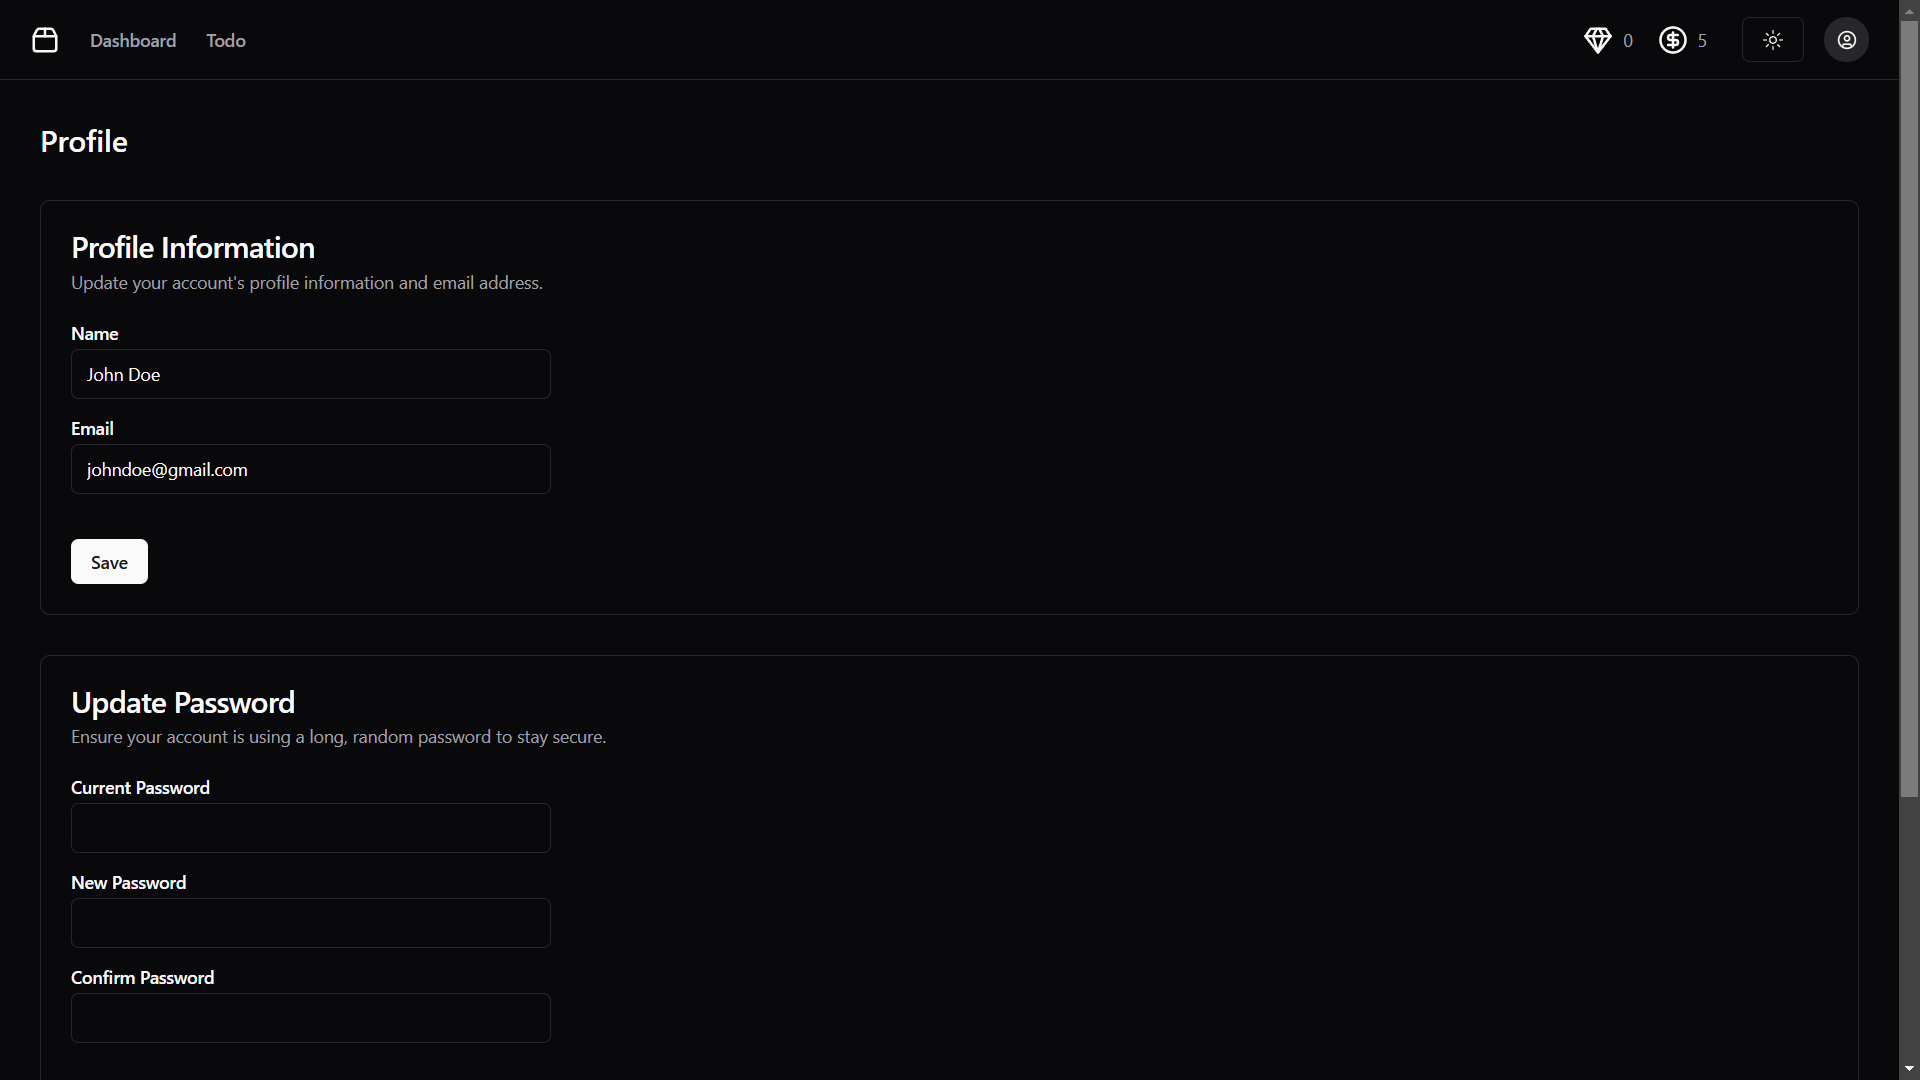 Dashboard Todo 0 5
Profile
Profile Information
Update your account's profile information and email address.
Name
John Doe
Email
johndoe@gmail.com
Save
Update Password
Ensure your account is using a long, random password to stay secure.
Current Password
New Password
Confirm Password